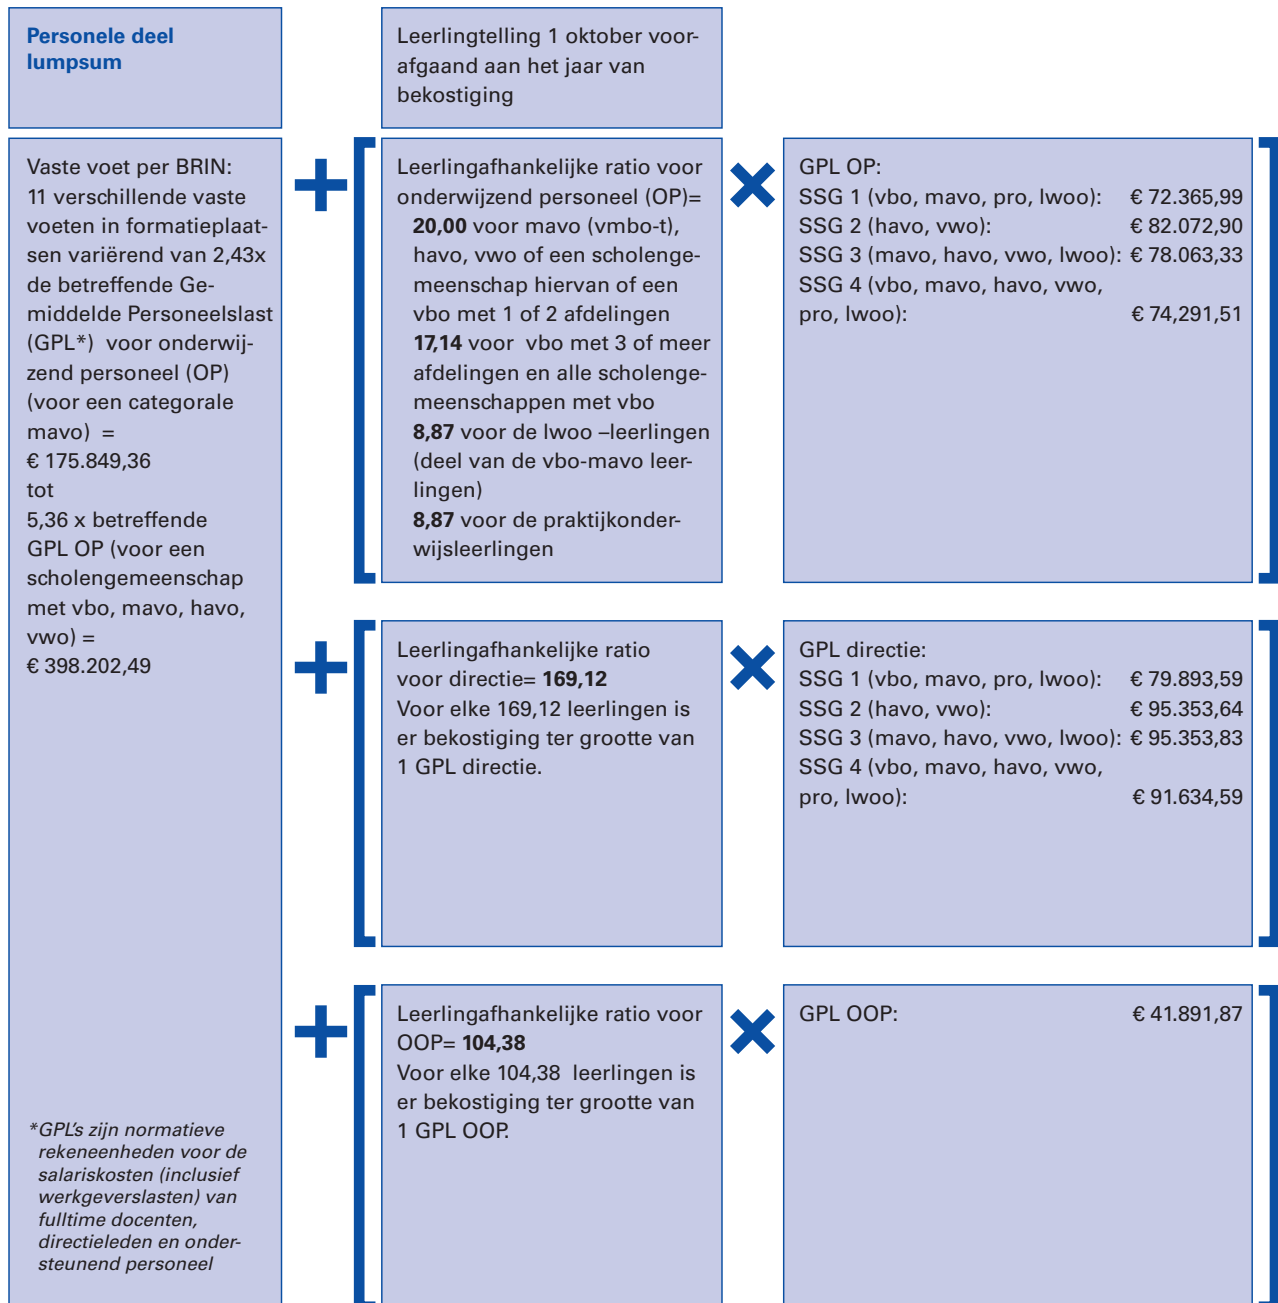 Personele deel
lumpsum
Leerlingtelling 1 oktober voor-
afgaand aan het jaar van
bekostiging
Vaste voet per BRIN:
11 verschillende vaste
voeten in formatieplaat-
sen variërend van 2,43x
de betreffende Ge-
middelde Personeelslast
(GPL*) voor onderwij-
zend personeel (OP)
(voor een categorale
mavo) =
€ 175.849,36
tot
5,36 x betreffende
GPL OP (voor een
scholengemeenschap
met vbo, mavo, havo,
vwo) =
€ 398.202,49
*GPL's zijn normatieve
rekeneenheden voor de
salariskosten (inclusief
werkgeverslasten) van
fulltime docenten,
directieleden en onder-
steunend personeel
+
[
Leerlingafhankelijke ratio voor
onderwijzend personeel (OP)=
20,00 voor mavo (vmbo-t),
havo, vwo of een scholenge-
meenschap hiervan of een
vbo met 1 of 2 afdelingen
17,14 voor vbo met 3 of meer
afdelingen en alle scholenge-
meenschappen met vbo
8,87 voor de lwoo –leerlingen
(deel van de vbo-mavo leer-
lingen)
8,87 voor de praktijkonder-
wijsleerlingen
×
GPL OP:
SSG 1 (vbo, mavo, pro, lwoo): € 72.365,99
SSG 2 (havo, vwo): € 82.072,90
SSG 3 (mavo, havo, vwo, lwoo): € 78.063,33
SSG 4 (vbo, mavo, havo, vwo,
pro, lwoo): € 74,291,51
]
+
[
Leerlingafhankelijke ratio
voor directie= 169,12
Voor elke 169,12 leerlingen is
er bekostiging ter grootte van
1 GPL directie.
×
GPL directie:
SSG 1 (vbo, mavo, pro, lwoo): € 79.893,59
SSG 2 (havo, vwo): € 95.353,64
SSG 3 (mavo, havo, vwo, lwoo): € 95.353,83
SSG 4 (vbo, mavo, havo, vwo,
pro, lwoo): € 91.634,59
]
+
[
Leerlingafhankelijke ratio voor
OOP= 104,38
Voor elke 104,38 leerlingen is
er bekostiging ter grootte van
1 GPL OOP.
×
GPL OOP: € 41.891,87
]